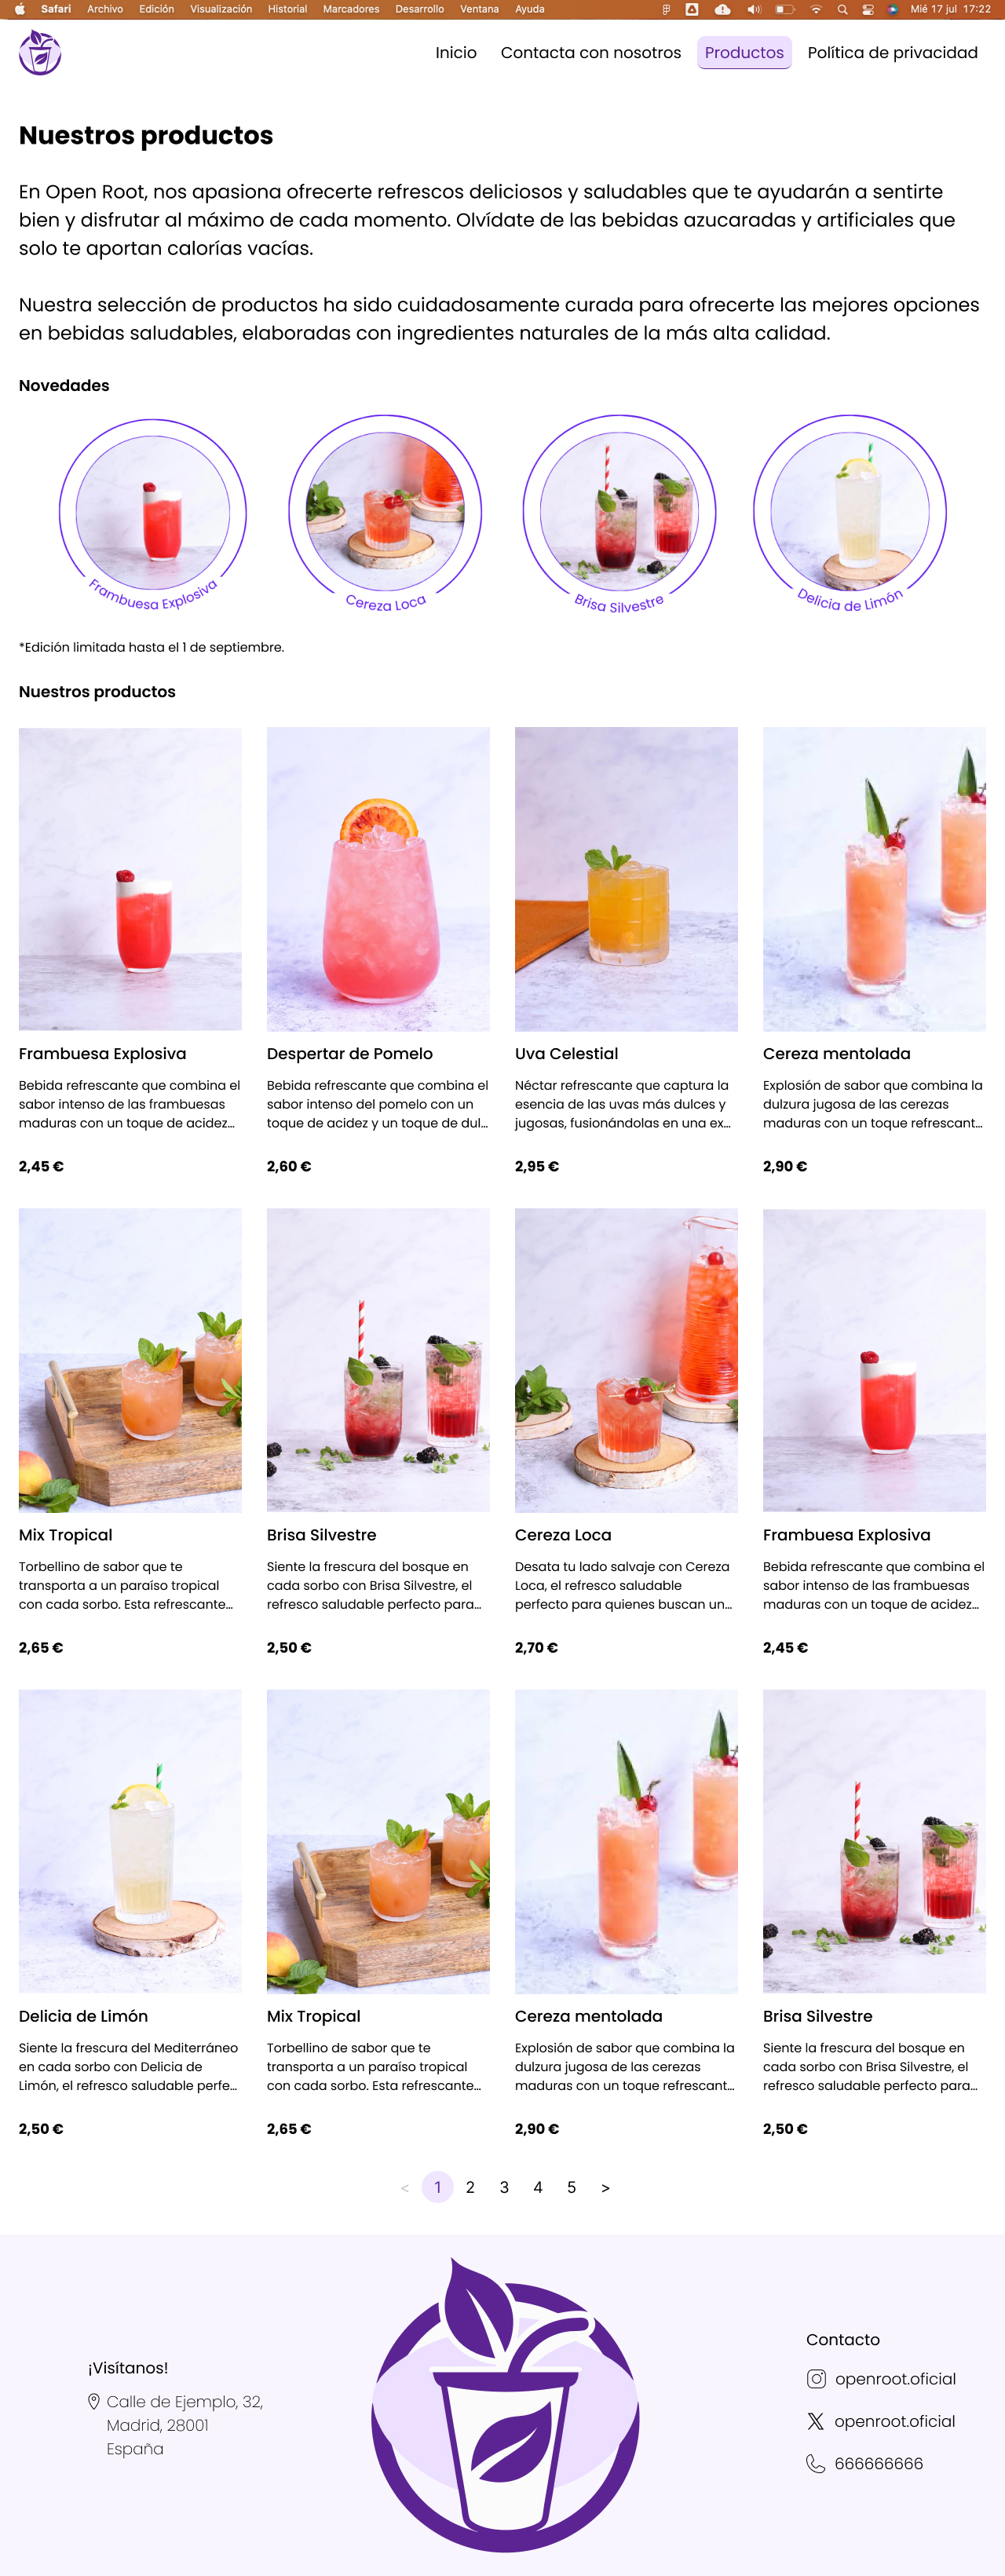 Safari Archivo Edición Visualización Historial Marcadores Desarrollo Ventana Ayuda Mié 17 jul 17:22
Inicio Contacta con nosotros Productos Política de privacidad
Nuestros productos
En Open Root, nos apasiona ofrecerte refrescos deliciosos y saludables que te ayudarán a sentirte
bien y disfrutar al máximo de cada momento. Olvídate de las bebidas azucaradas y artificiales que
solo te aportan calorías vacías.
Nuestra selección de productos ha sido cuidadosamente curada para ofrecerte las mejores opciones
en bebidas saludables, elaboradas con ingredientes naturales de la más alta calidad.
Novedades
Frambuesa Explosiva
Cereza Loca
Brisa Silvestre
Delicia de Limón
*Edición limitada hasta el 1 de septiembre.
Nuestros productos
Frambuesa Explosiva
Bebida refrescante que combina el
sabor intenso de las frambuesas
maduras con un toque de acidez...
2,45 €
Despertar de Pomelo
Bebida refrescante que combina el
sabor intenso del pomelo con un
toque de acidez y un toque de dul...
2,60 €
Uva Celestial
Néctar refrescante que captura la
esencia de las uvas más dulces y
jugosas, fusionándolas en una ex...
2,95 €
Cereza mentolada
Explosión de sabor que combina la
dulzura jugosa de las cerezas
maduras con un toque refrescant...
2,90 €
Mix Tropical
Torbellino de sabor que te
transporta a un paraíso tropical
con cada sorbo. Esta refrescante...
2,65 €
Brisa Silvestre
Siente la frescura del bosque en
cada sorbo con Brisa Silvestre, el
refresco saludable perfecto para...
2,50 €
Cereza Loca
Desata tu lado salvaje con Cereza
Loca, el refresco saludable
perfecto para quienes buscan un...
2,70 €
Frambuesa Explosiva
Bebida refrescante que combina el
sabor intenso de las frambuesas
maduras con un toque de acidez...
2,45 €
Delicia de Limón
Siente la frescura del Mediterráneo
en cada sorbo con Delicia de
Limón, el refresco saludable perfe...
2,50 €
Mix Tropical
Torbellino de sabor que te
transporta a un paraíso tropical
con cada sorbo. Esta refrescante...
2,65 €
Cereza mentolada
Explosión de sabor que combina la
dulzura jugosa de las cerezas
maduras con un toque refrescant...
2,90 €
Brisa Silvestre
Siente la frescura del bosque en
cada sorbo con Brisa Silvestre, el
refresco saludable perfecto para...
2,50 €
< 1 2 3 4 5 >
¡Visítanos!
Calle de Ejemplo, 32,
Madrid, 28001
España
Contacto
openroot.oficial
openroot.oficial
666666666